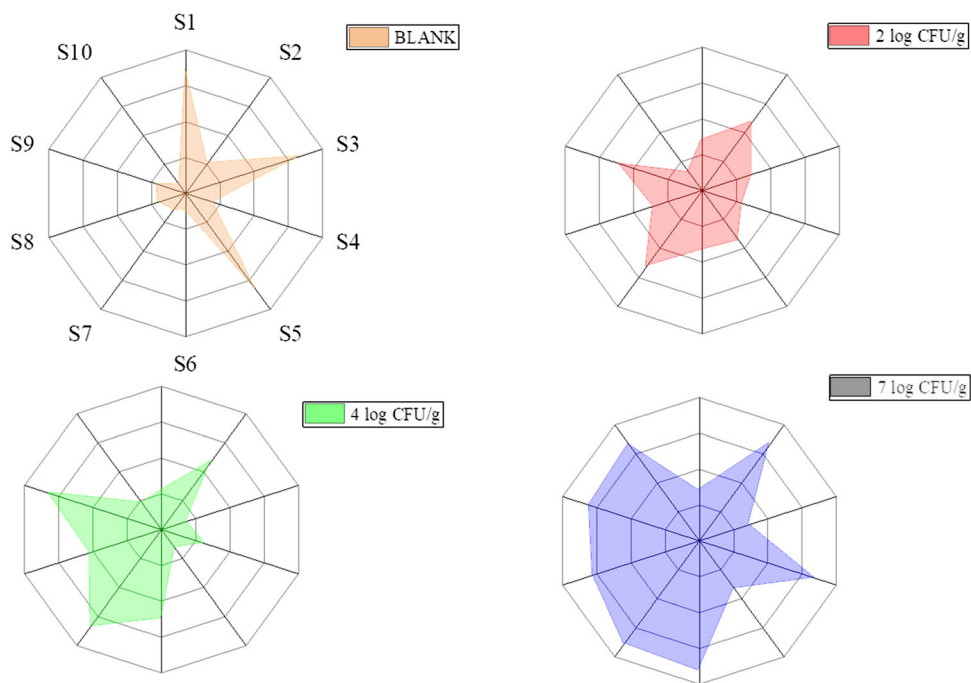 S1
BLANK
2 log CFU/g
S10
S2
S9
S3
S8
S4
S7
S5
S6
4 log CFU/g
7 log CFU/g